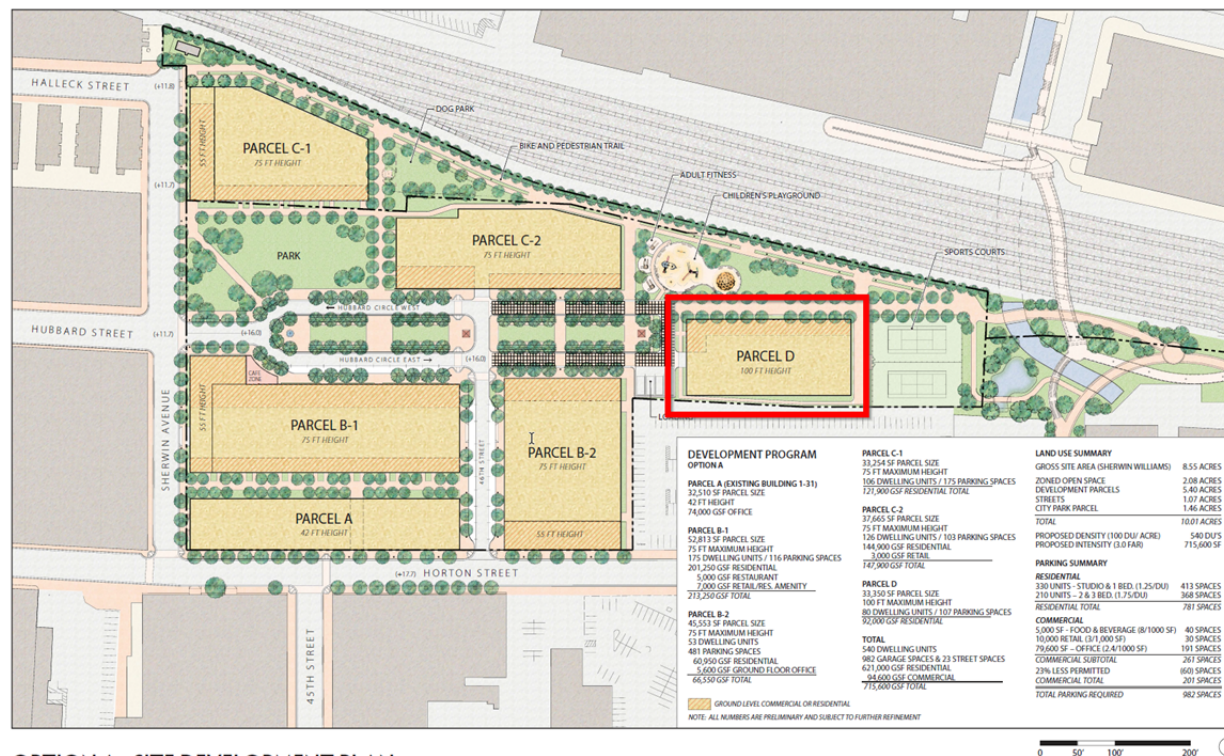 HALLECK STREET
(+11.8)
DOG PARK
PARCEL C-1
75 FT HEIGHT
55 FT HEIGHT
BIKE AND PEDESTRIAN TRAIL
ADULT FITNESS
(+11.7)
CHILDREN'S PLAYGROUND
PARCEL C-2
75 FT HEIGHT
PARK
SPORTS COURTS
← HUBBARD CIRCLE WEST
HUBBARD STREET
(+11.7)
(+16.0)
HUBBARD CIRCLE EAST →
(+16.0)
PARCEL D
100 FT HEIGHT
CAFE
ZONE
55 FT HEIGHT
SHERWIN AVENUE
PARCEL B-1
75 FT HEIGHT
46TH STREET
PARCEL B-2
75 FT HEIGHT
PARCEL A
42 FT HEIGHT
55 FT HEIGHT
(+17.7) HORTON STREET
45TH STREET
DEVELOPMENT PROGRAM
OPTION A
PARCEL A (EXISTING BUILDING 1-31)
32,510 SF PARCEL SIZE
42 FT HEIGHT
74,000 GSF OFFICE
PARCEL B-1
52,813 SF PARCEL SIZE
75 FT MAXIMUM HEIGHT
175 DWELLING UNITS / 116 PARKING SPACES
201,250 GSF RESIDENTIAL
5,000 GSF RESTAURANT
7,000 GSF RETAIL/RES. AMENITY
213,250 GSF TOTAL
PARCEL B-2
45,553 SF PARCEL SIZE
75 FT MAXIMUM HEIGHT
53 DWELLING UNITS
481 PARKING SPACES
60,950 GSF RESIDENTIAL
5,600 GSF GROUND FLOOR OFFICE
66,550 GSF TOTAL
PARCEL C-1
33,254 SF PARCEL SIZE
75 FT MAXIMUM HEIGHT
106 DWELLING UNITS / 175 PARKING SPACES
121,900 GSF RESIDENTIAL TOTAL
PARCEL C-2
37,665 SF PARCEL SIZE
75 FT MAXIMUM HEIGHT
126 DWELLING UNITS / 103 PARKING SPACES
144,900 GSF RESIDENTIAL
3,000 GSF RETAIL
147,900 GSF TOTAL
PARCEL D
33,350 SF PARCEL SIZE
100 FT MAXIMUM HEIGHT
80 DWELLING UNITS / 107 PARKING SPACES
92,000 GSF RESIDENTIAL
TOTAL
540 DWELLING UNITS
982 GARAGE SPACES & 23 STREET SPACES
621,000 GSF RESIDENTIAL
94,600 GSF COMMERCIAL
715,600 GSF TOTAL
LAND USE SUMMARY
GROSS SITE AREA (SHERWIN WILLIAMS) 8.55 ACRES
ZONED OPEN SPACE 2.08 ACRES
DEVELOPMENT PARCELS 5.40 ACRES
STREETS 1.07 ACRES
CITY PARK PARCEL 1.46 ACRES
TOTAL 10.01 ACRES
PROPOSED DENSITY (100 DU/ ACRE) 540 DU'S
PROPOSED INTENSITY (3.0 FAR) 715,600 SF
PARKING SUMMARY
RESIDENTIAL
330 UNITS - STUDIO & 1 BED. (1.25/DU) 413 SPACES
210 UNITS – 2 & 3 BED. (1.75/DU) 368 SPACES
RESIDENTIAL TOTAL 781 SPACES
COMMERCIAL
5,000 SF - FOOD & BEVERAGE (8/1000 SF) 40 SPACES
10,000 RETAIL (3/1,000 SF) 30 SPACES
79,600 SF – OFFICE (2.4/1000 SF) 191 SPACES
COMMERCIAL SUBTOTAL 261 SPACES
23% LESS PERMITTED (60) SPACES
COMMERCIAL TOTAL 201 SPACES
TOTAL PARKING REQUIRED 982 SPACES
GROUND LEVEL COMMERCIAL OR RESIDENTIAL
NOTE: ALL NUMBERS ARE PRELIMINARY AND SUBJECT TO FURTHER REFINEMENT
0 50' 100' 200'